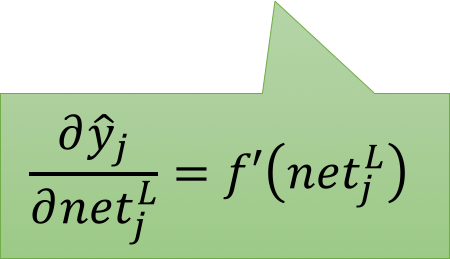 ∂ŷ_j / ∂net_j^L = f′(net_j^L)